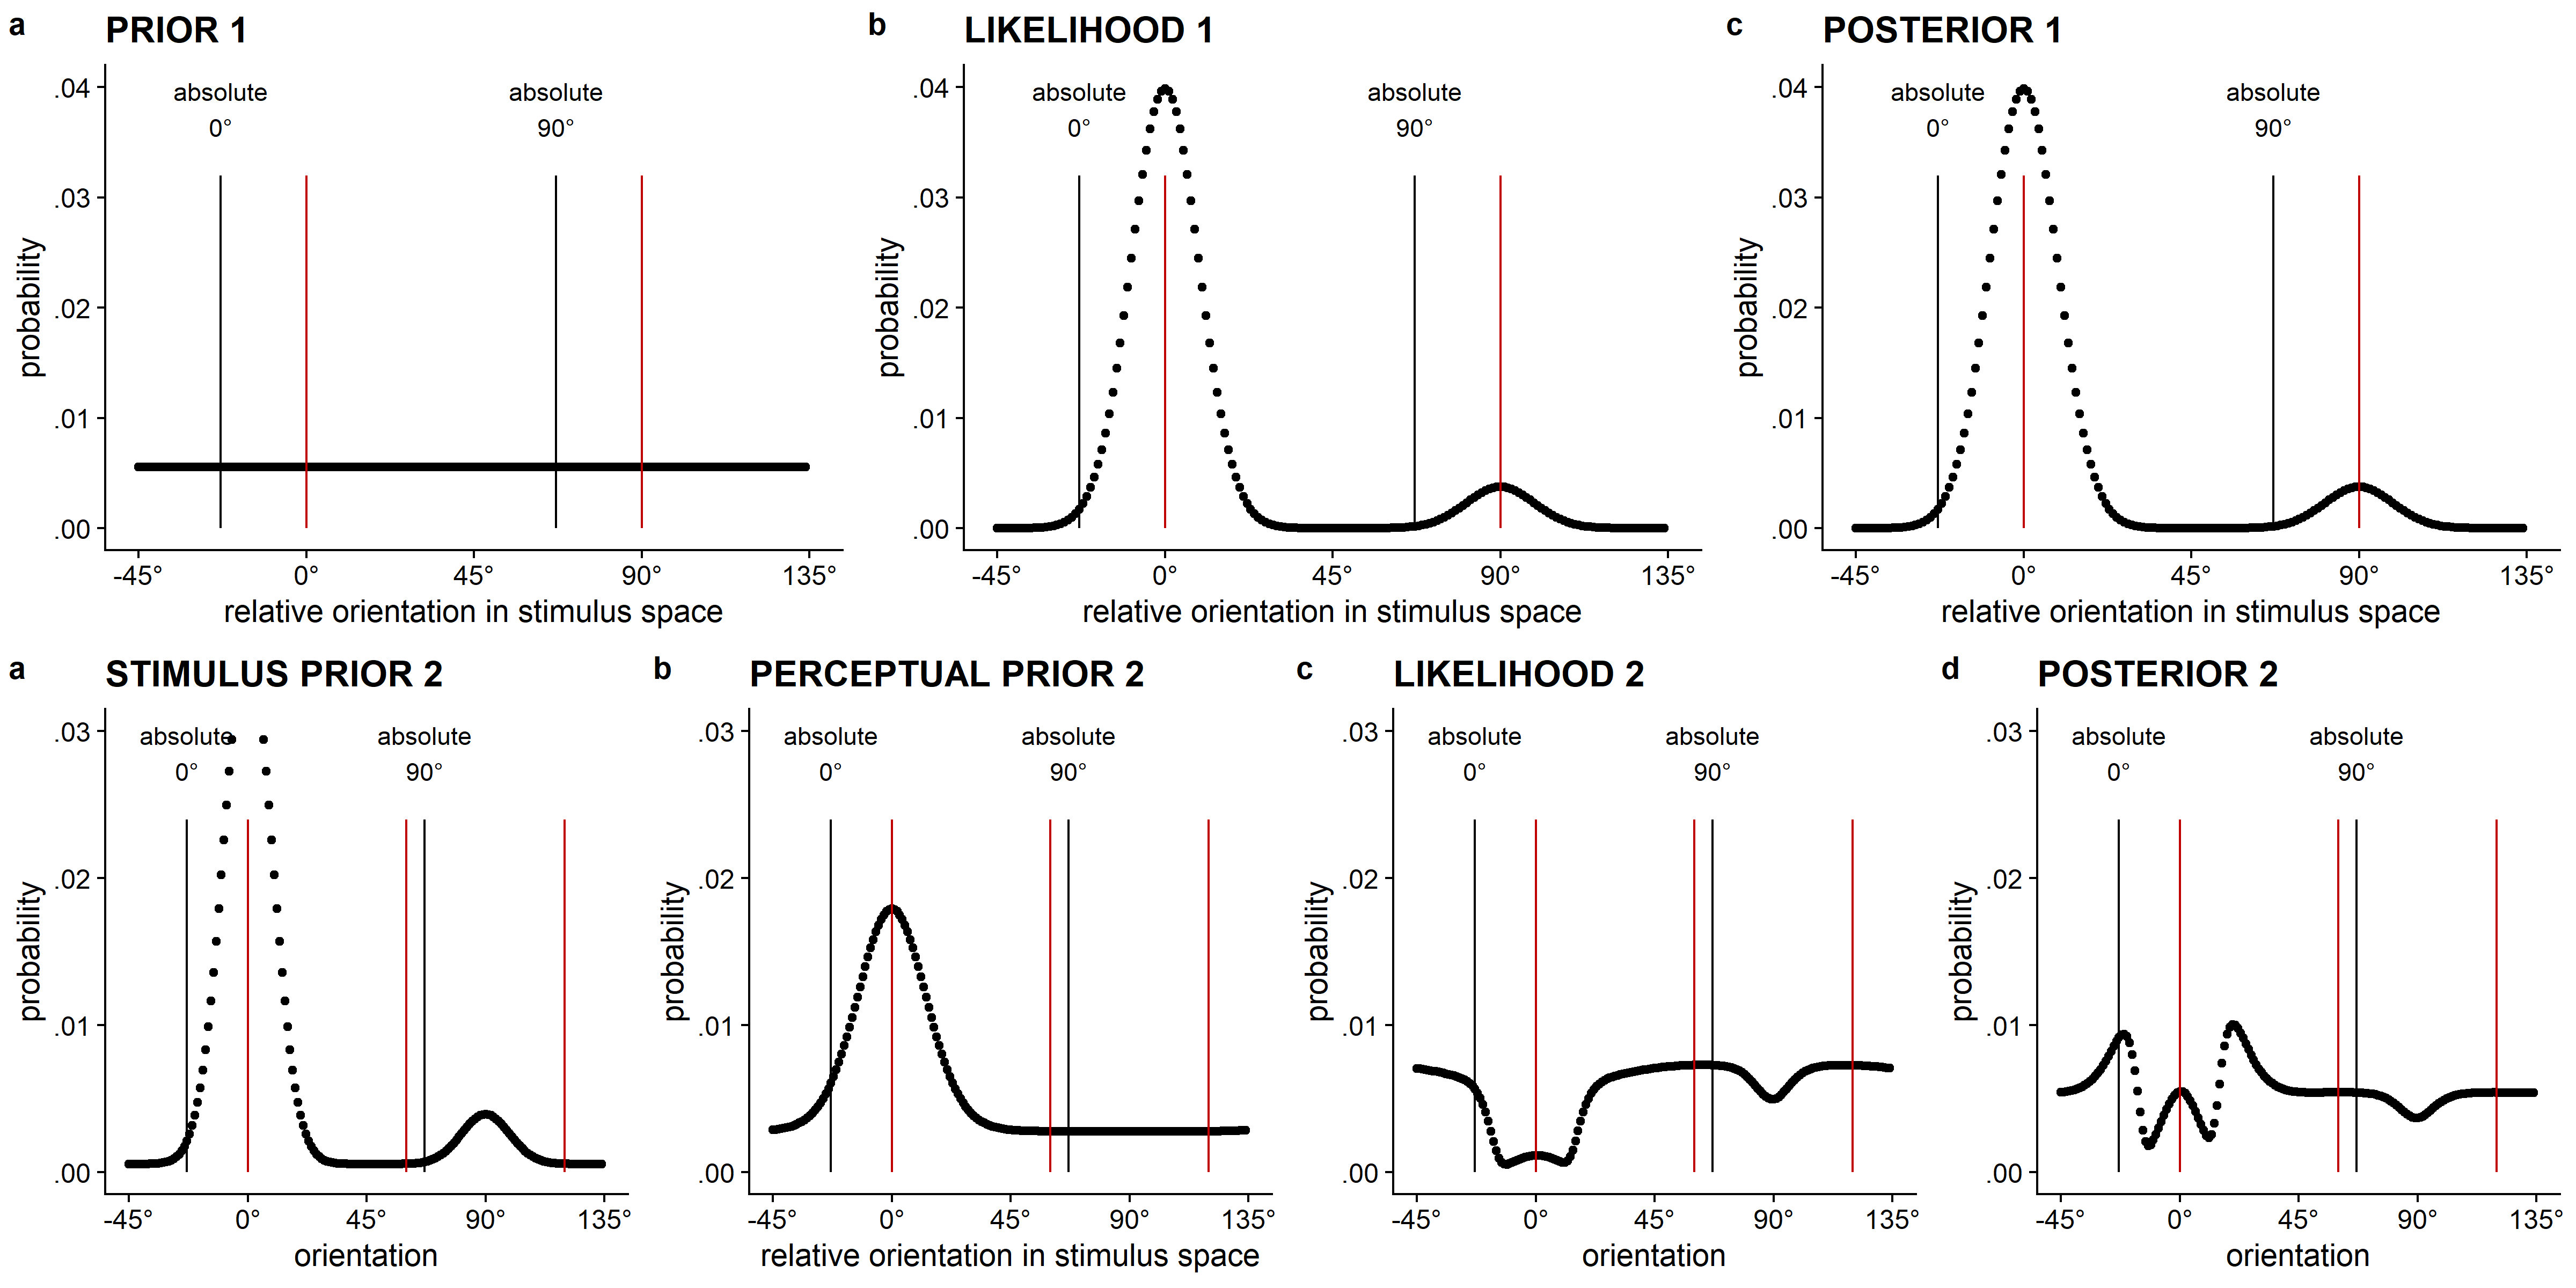 a PRIOR 1
absolute absolute
0° 90°
.04
.03
.02
.01
.00
probability
-45° 0° 45° 90° 135°
relative orientation in stimulus space
b LIKELIHOOD 1
absolute absolute
0° 90°
.04
.03
.02
.01
.00
probability
-45° 0° 45° 90° 135°
relative orientation in stimulus space
c POSTERIOR 1
absolute absolute
0° 90°
.04
.03
.02
.01
.00
probability
-45° 0° 45° 90° 135°
relative orientation in stimulus space
a STIMULUS PRIOR 2
absolute absolute
0° 90°
.03
.02
.01
.00
probability
-45° 0° 45° 90° 135°
orientation
b PERCEPTUAL PRIOR 2
absolute absolute
0° 90°
.03
.02
.01
.00
probability
-45° 0° 45° 90° 135°
relative orientation in stimulus space
c LIKELIHOOD 2
absolute absolute
0° 90°
.03
.02
.01
.00
probability
-45° 0° 45° 90° 135°
orientation
d POSTERIOR 2
absolute absolute
0° 90°
.03
.02
.01
.00
probability
-45° 0° 45° 90° 135°
orientation